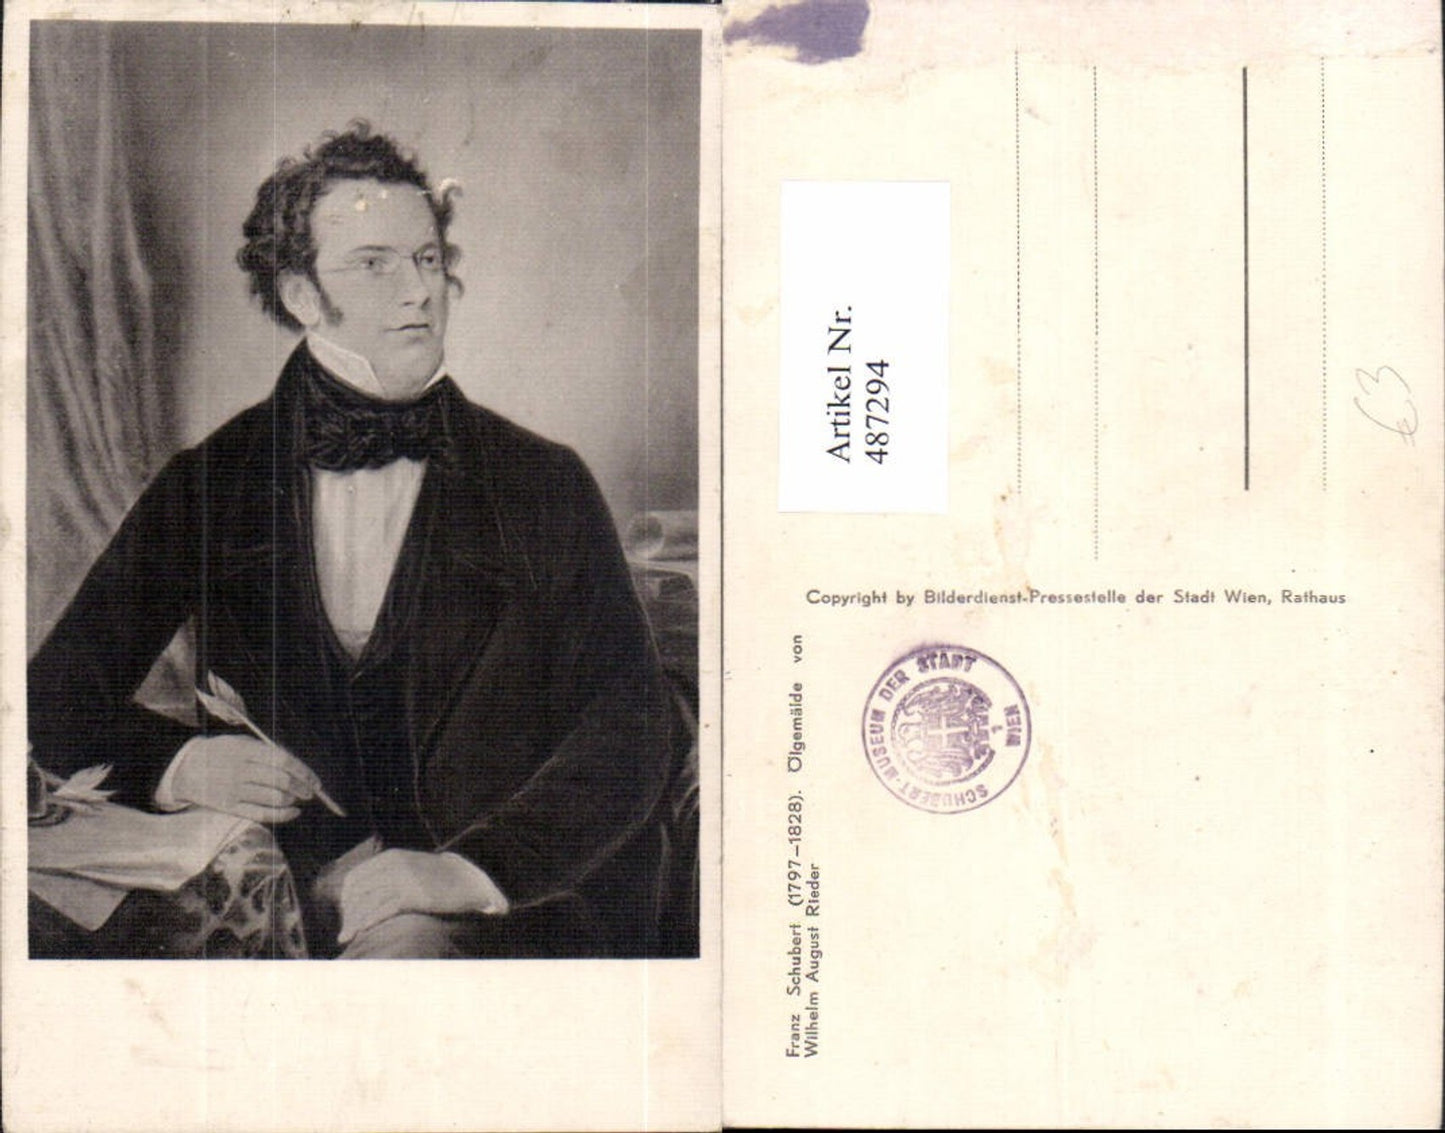 Artikel Nr.
487294
€3
Copyright by Bilderdienst-Pressestelle der Stadt Wien, Rathaus
Franz Schubert (1797–1828). Ölgemälde von
Wilhelm August Rieder
SCHUBERT-MUSEUM DER STADT WIEN